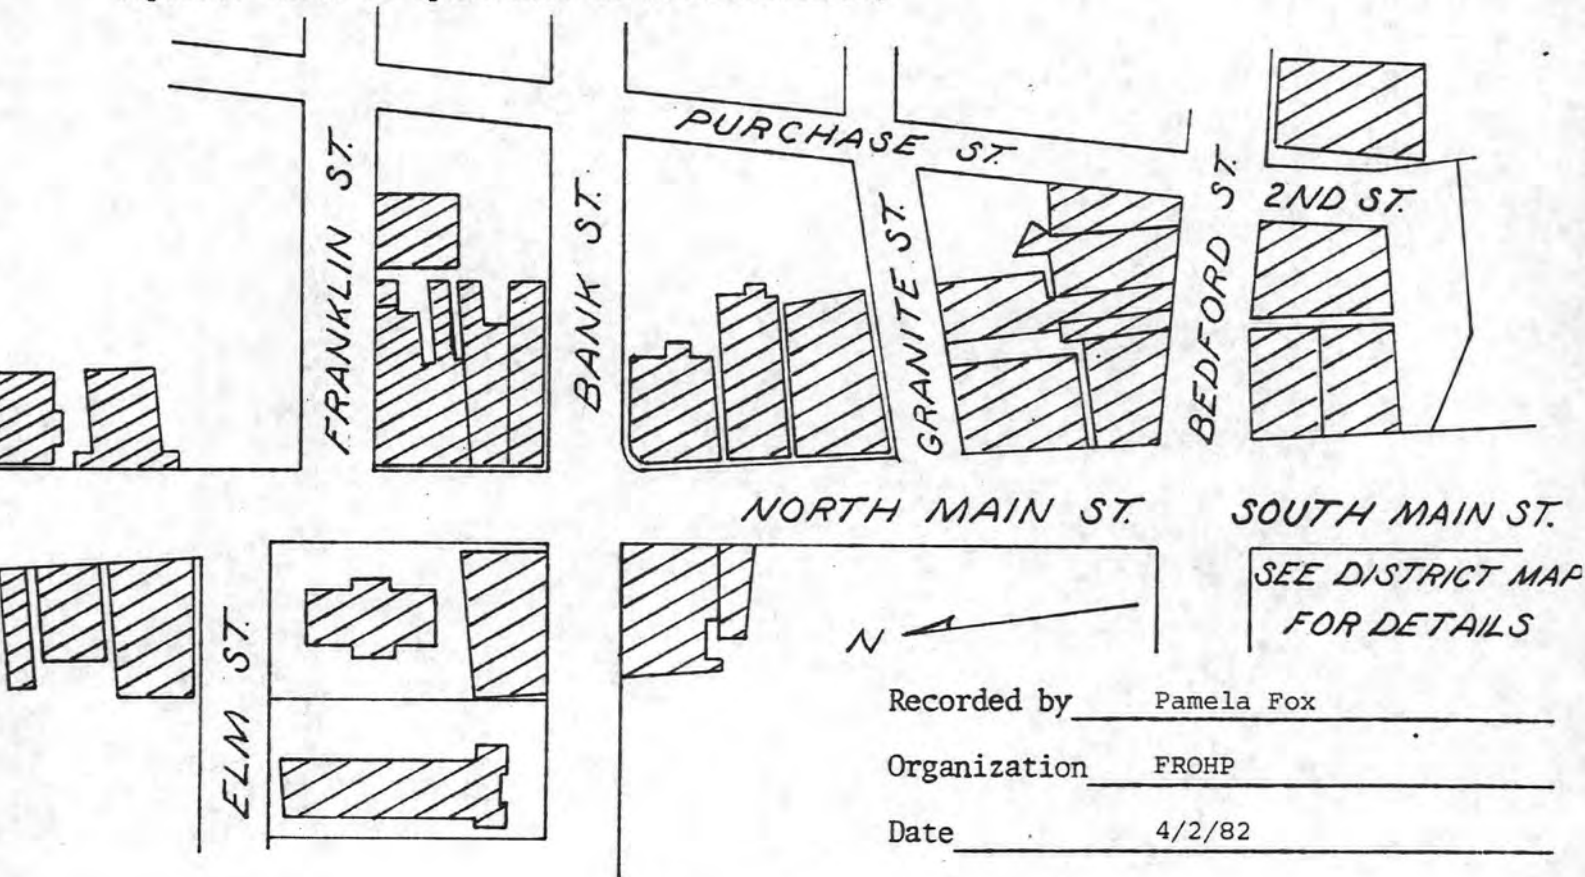 PURCHASE ST.
FRANKLIN ST.
BANK ST.
GRANITE ST.
BEDFORD ST.
2ND ST.
NORTH MAIN ST.
SOUTH MAIN ST.
SEE DISTRICT MAP
FOR DETAILS
N
ELM ST.
Recorded by Pamela Fox
Organization FROHP
Date 4/2/82